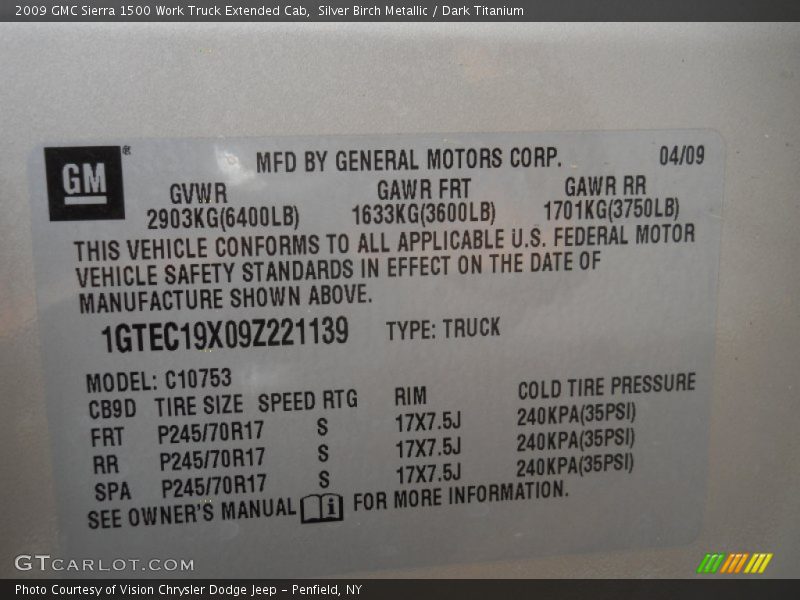 2009 GMC Sierra 1500 Work Truck Extended Cab, Silver Birch Metallic / Dark Titanium
GM®
MFD BY GENERAL MOTORS CORP. 04/09
GVWR GAWR FRT GAWR RR
2903KG(6400LB) 1633KG(3600LB) 1701KG(3750LB)
THIS VEHICLE CONFORMS TO ALL APPLICABLE U.S. FEDERAL MOTOR
VEHICLE SAFETY STANDARDS IN EFFECT ON THE DATE OF
MANUFACTURE SHOWN ABOVE.
1GTEC19X09Z221139 TYPE: TRUCK
MODEL: C10753
CB9D TIRE SIZE SPEED RTG RIM COLD TIRE PRESSURE
FRT P245/70R17 S 17X7.5J 240KPA(35PSI)
RR P245/70R17 S 17X7.5J 240KPA(35PSI)
SPA P245/70R17 S 17X7.5J 240KPA(35PSI)
SEE OWNER'S MANUAL i FOR MORE INFORMATION.
GTCARLOT.COM
Photo Courtesy of Vision Chrysler Dodge Jeep – Penfield, NY